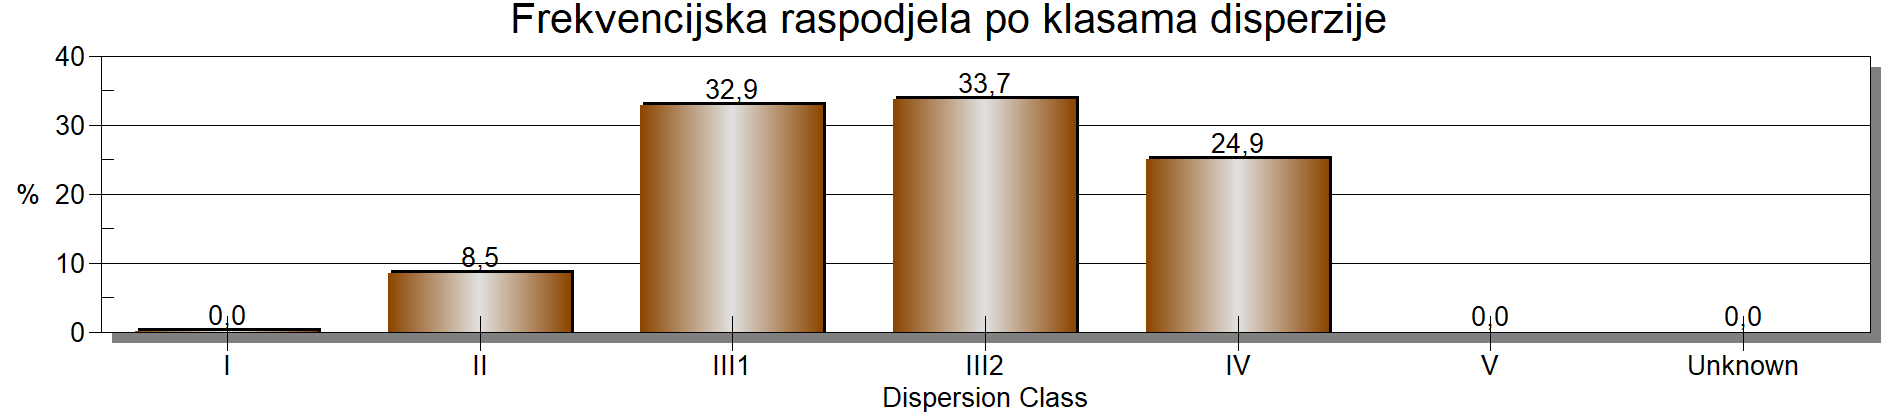 Frekvencijska raspodjela po klasama disperzije
40
30
% 20
10
0
0,0 8,5 32,9 33,7 24,9 0,0 0,0
I II III1 III2 IV V Unknown
Dispersion Class